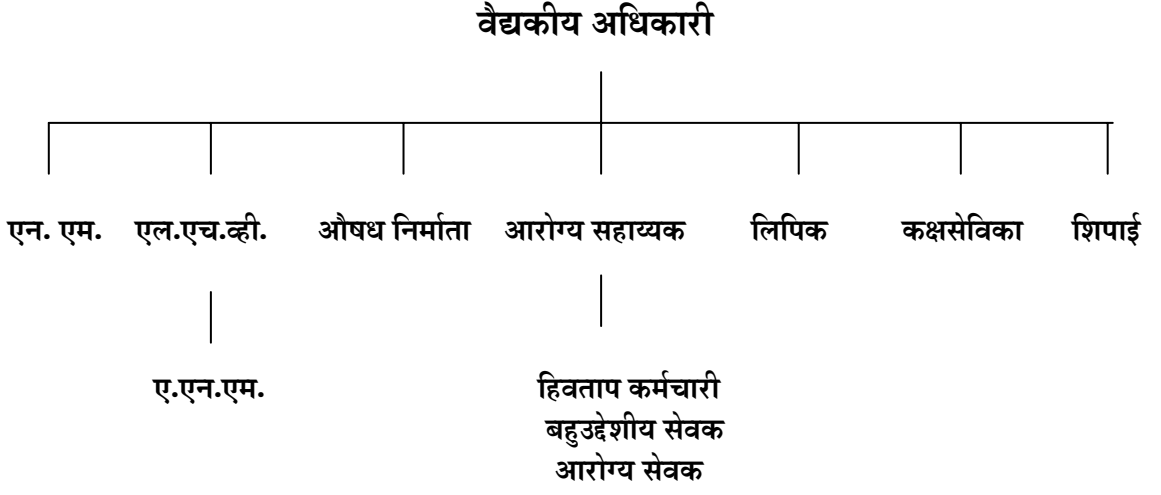 वैद्यकीय अधिकारी
एन. एम. एल.एच.व्ही. औषध निर्माता आरोग्य सहाय्यक लिपिक कक्षसेविका शिपाई
ए.एन.एम. हिवताप कर्मचारी
बहुउद्देशीय सेवक
आरोग्य सेवक